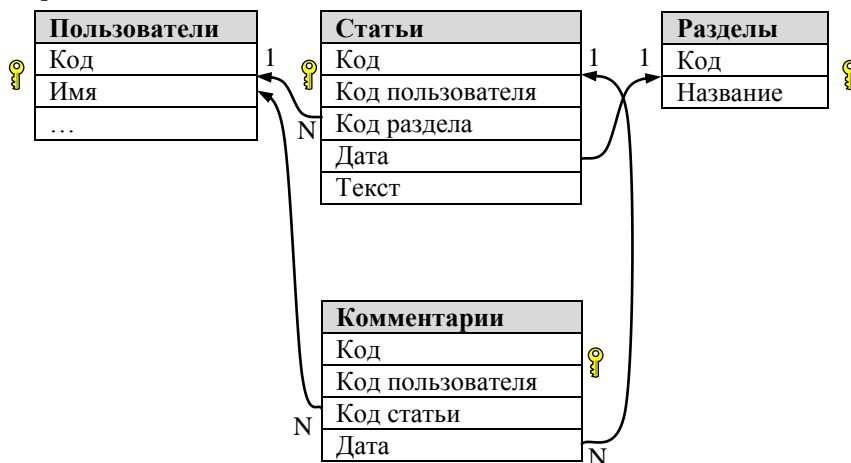 Пользователи
Код
Имя
…
1
N
Статьи
Код
Код пользователя
Код раздела
Дата
Текст
1
1
Разделы
Код
Название
Комментарии
Код
Код пользователя
Код статьи
Дата
N
N